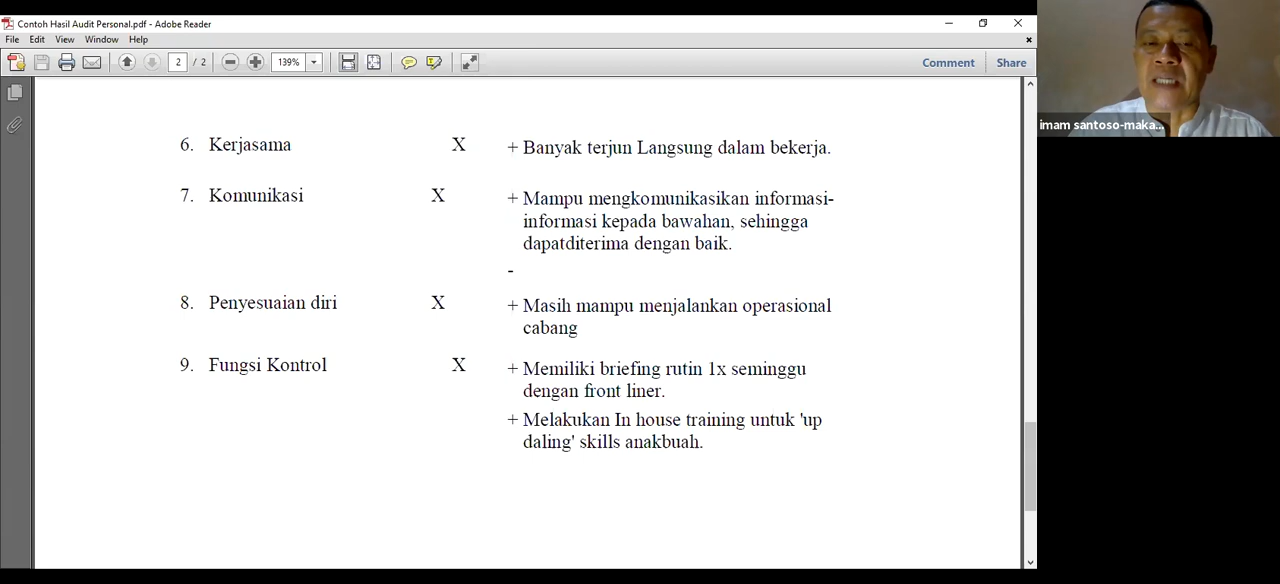 Contoh Hasil Audit Personal.pdf - Adobe Reader
File Edit View Window Help
2 / 2 139% Comment Share
imam santoso-maka...
6. Kerjasama X + Banyak terjun Langsung dalam bekerja.
7. Komunikasi X + Mampu mengkomunikasikan informasi-
informasi kepada bawahan, sehingga
dapatditerima dengan baik.
-
8. Penyesuaian diri X + Masih mampu menjalankan operasional
cabang
9. Fungsi Kontrol X + Memiliki briefing rutin 1x seminggu
dengan front liner.
+ Melakukan In house training untuk 'up
daling' skills anakbuah.